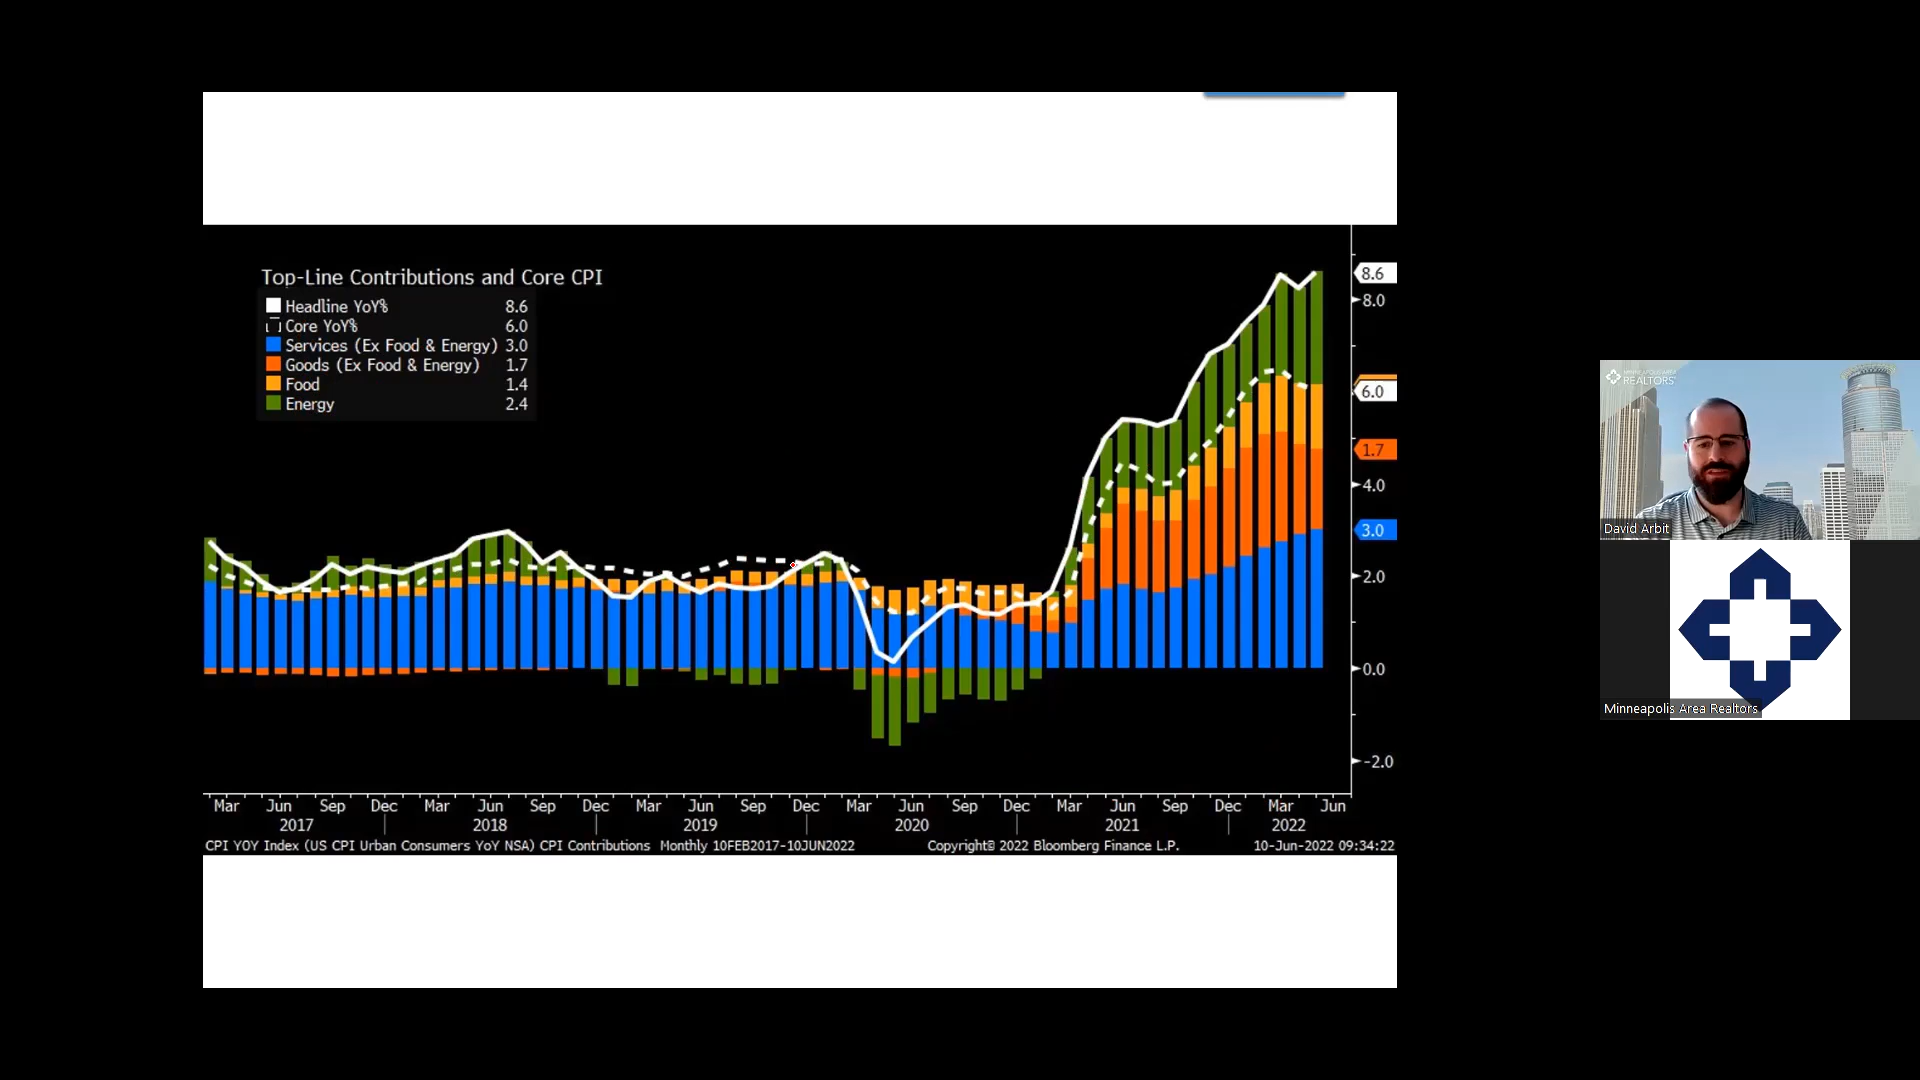 Top-Line Contributions and Core CPI
Headline YoY% 8.6
Core YoY% 6.0
Services (Ex Food & Energy) 3.0
Goods (Ex Food & Energy) 1.7
Food 1.4
Energy 2.4
8.6
8.0
6.0
1.7
4.0
3.0
2.0
0.0
-2.0
Mar Jun Sep Dec Mar Jun Sep Dec Mar Jun Sep Dec Mar Jun Sep Dec Mar Jun Sep Dec Mar Jun
2017 2018 2019 2020 2021 2022
CPI YOY Index (US CPI Urban Consumers YoY NSA) CPI Contributions Monthly 10FEB2017-10JUN2022 Copyright© 2022 Bloomberg Finance L.P. 10-Jun-2022 09:34:22
MINNEAPOLIS AREA
REALTORS
David Arbit
Minneapolis Area Realtors